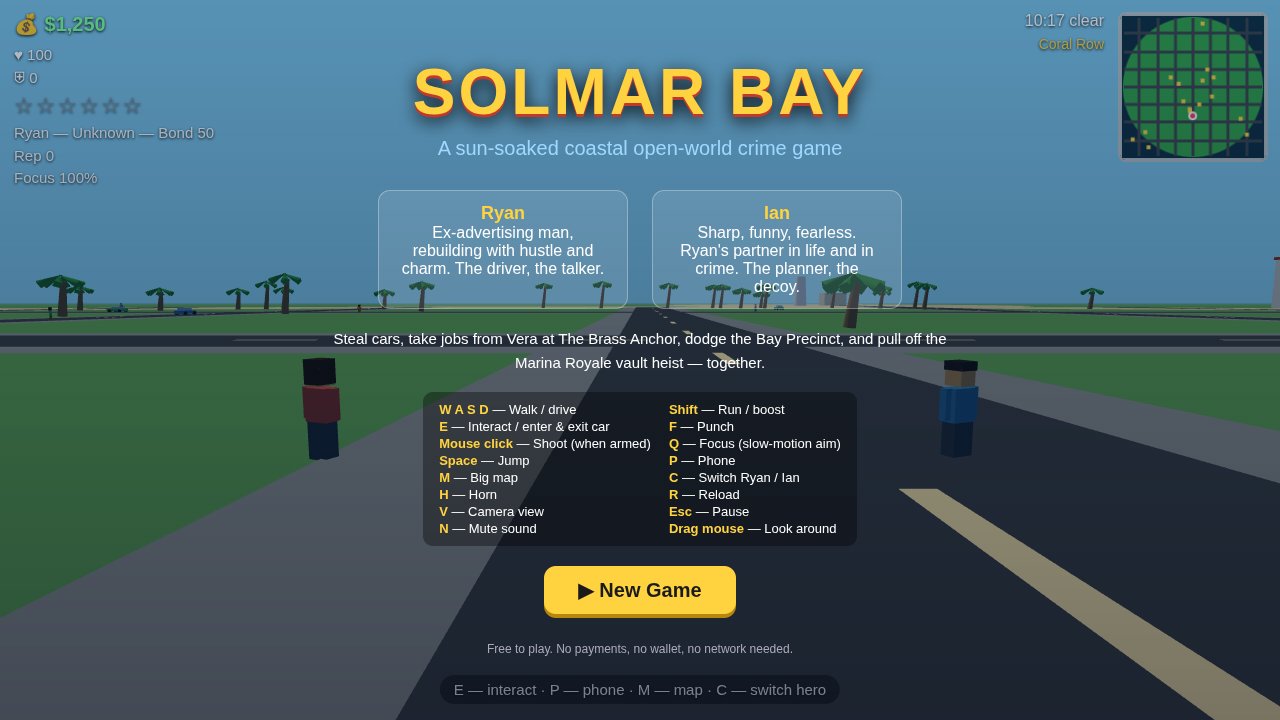 💰 $1,250
♥ 100
⛨ 0
☆☆☆☆☆☆
Ryan — Unknown — Bond 50
Rep 0
Focus 100%
10:17 clear
Coral Row
SOLMAR BAY
A sun-soaked coastal open-world crime game
Ryan
Ex-advertising man,
rebuilding with hustle and
charm. The driver, the talker.
Ian
Sharp, funny, fearless.
Ryan's partner in life and in
crime. The planner, the
decoy.
Steal cars, take jobs from Vera at The Brass Anchor, dodge the Bay Precinct, and pull off the
Marina Royale vault heist — together.
W A S D — Walk / drive
E — Interact / enter & exit car
Mouse click — Shoot (when armed)
Space — Jump
M — Big map
H — Horn
V — Camera view
N — Mute sound
Shift — Run / boost
F — Punch
Q — Focus (slow-motion aim)
P — Phone
C — Switch Ryan / Ian
R — Reload
Esc — Pause
Drag mouse — Look around
▶ New Game
Free to play. No payments, no wallet, no network needed.
E — interact · P — phone · M — map · C — switch hero